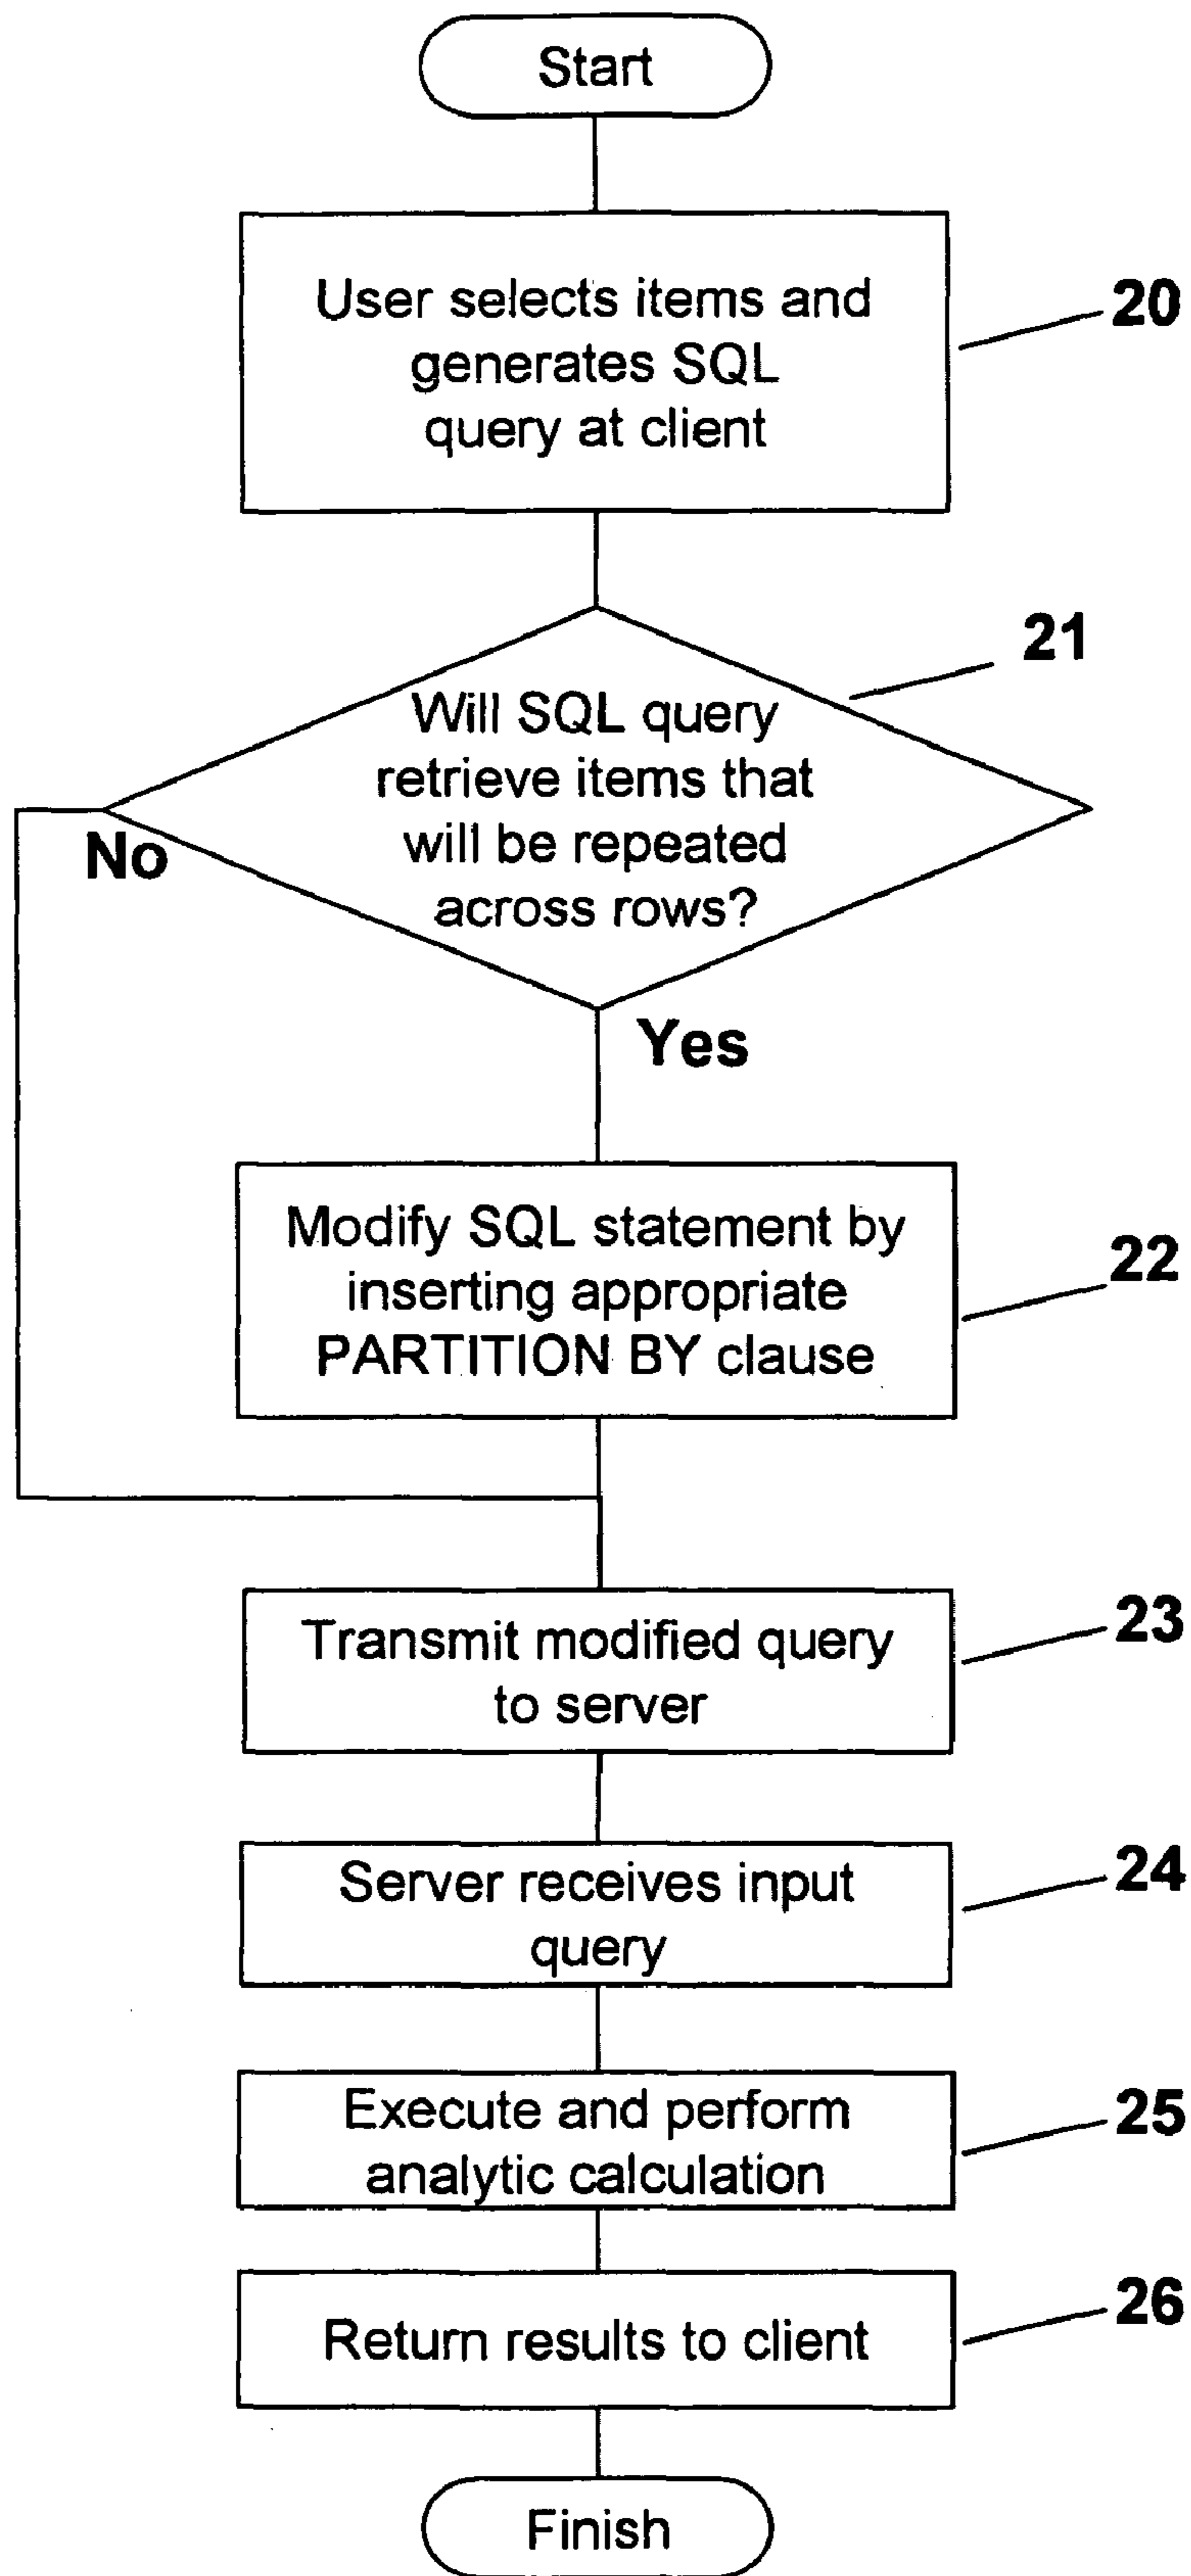 Start
User selects items and
generates SQL
query at client
20
21
Will SQL query
retrieve items that
will be repeated
across rows?
No
Yes
Modify SQL statement by
inserting appropriate
PARTITION BY clause
22
Transmit modified query
to server
23
Server receives input
query
24
Execute and perform
analytic calculation
25
Return results to client
26
Finish